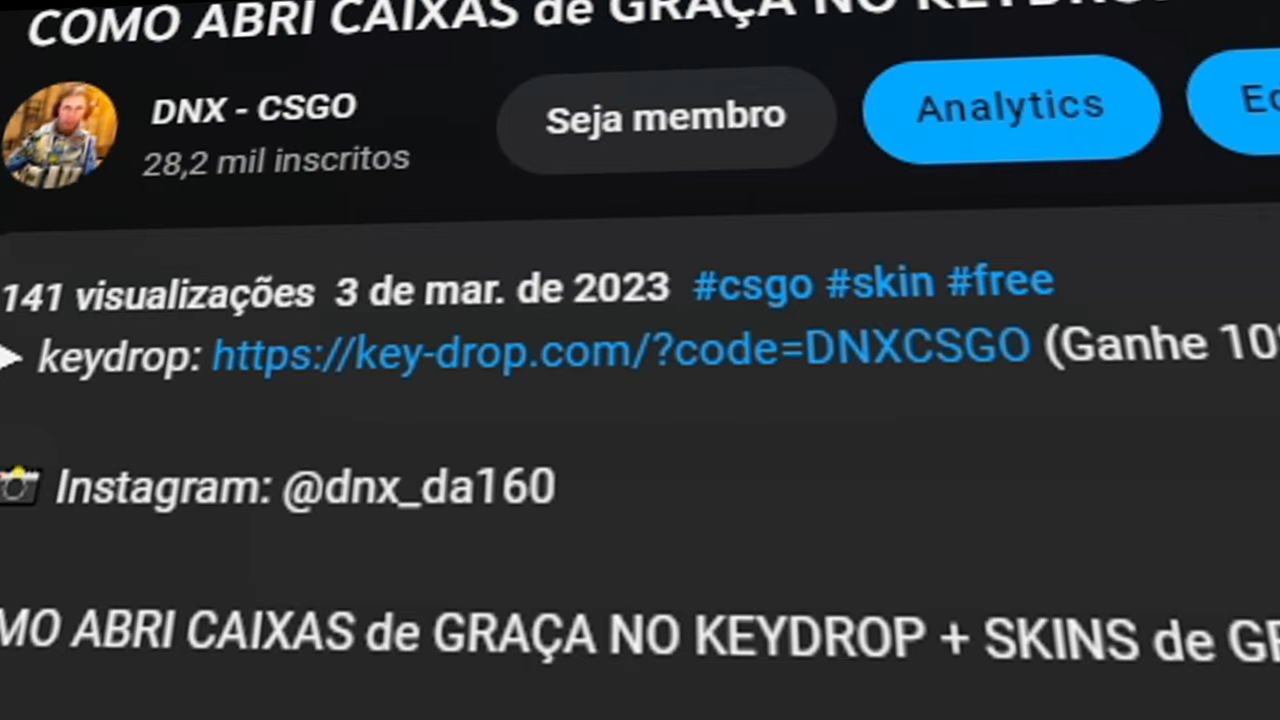 COMO ABRI CAIXAS de GRAÇA NO KEYDROP
DNX - CSGO
28,2 mil inscritos
Seja membro
Analytics
141 visualizações 3 de mar. de 2023 #csgo #skin #free
keydrop: https://key-drop.com/?code=DNXCSGO (Ganhe
Instagram: @dnx_da160
MO ABRI CAIXAS de GRAÇA NO KEYDROP + SKINS de